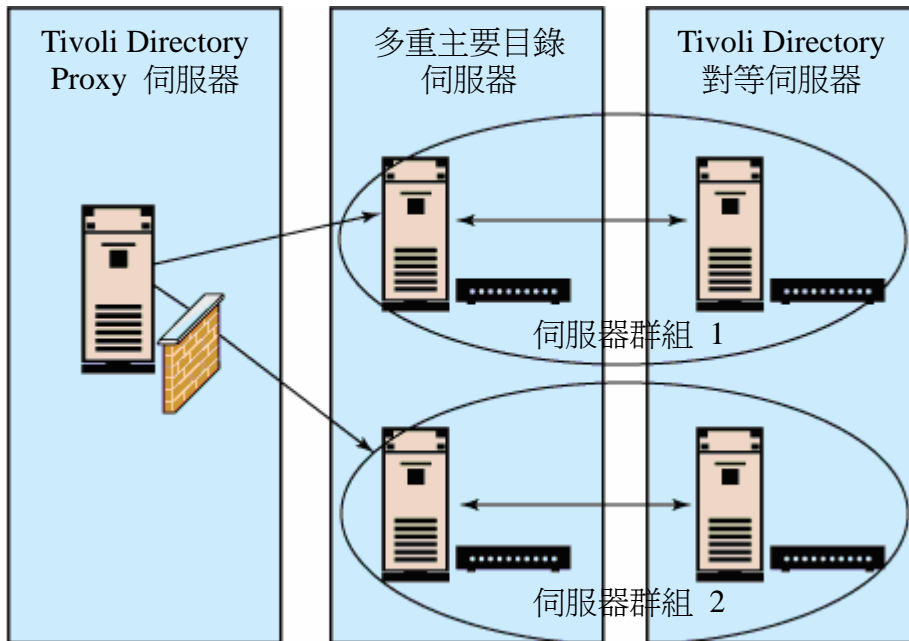 Tivoli Directory
Proxy 伺服器
多重主要目錄
伺服器
Tivoli Directory
對等伺服器
伺服器群組 1
伺服器群組 2